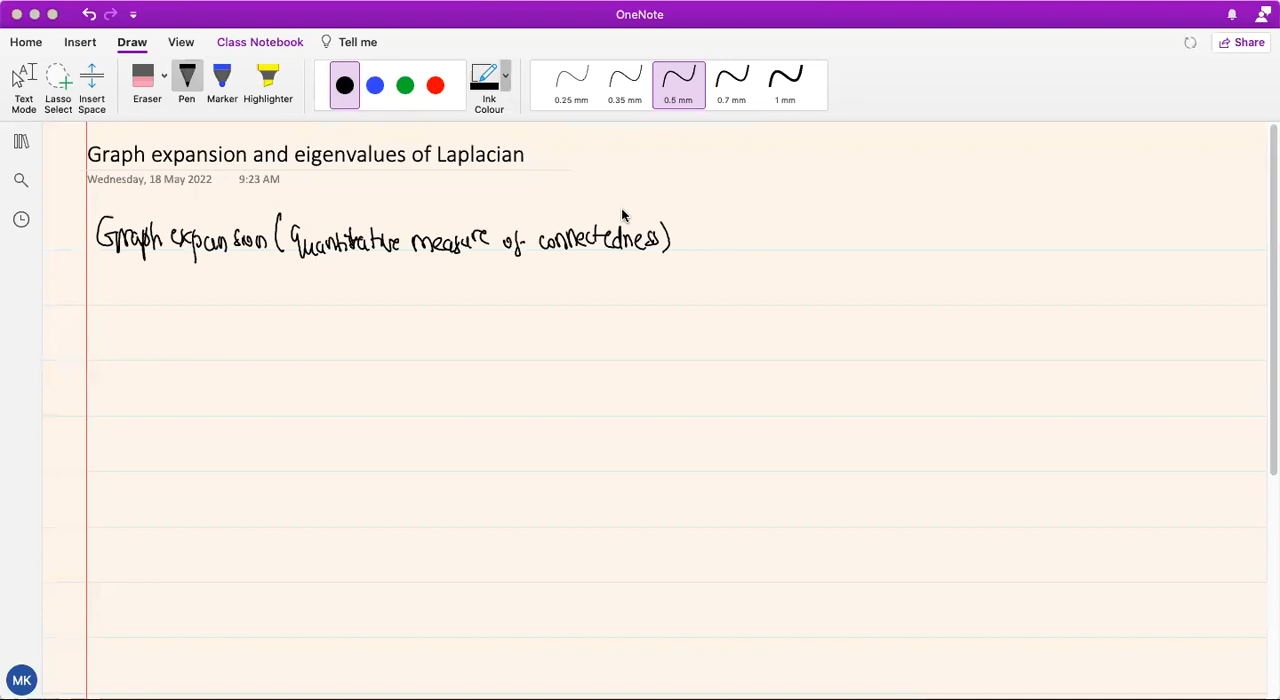 OneNote
Home Insert Draw View Class Notebook Tell me Share
Text Mode Lasso Select Insert Space Eraser Pen Marker Highlighter Ink Colour 0.25 mm 0.35 mm 0.5 mm 0.7 mm 1 mm
Graph expansion and eigenvalues of Laplacian
Wednesday, 18 May 2022 9:23 AM
Graph expansion (Quantitative measure of connectedness)
MK